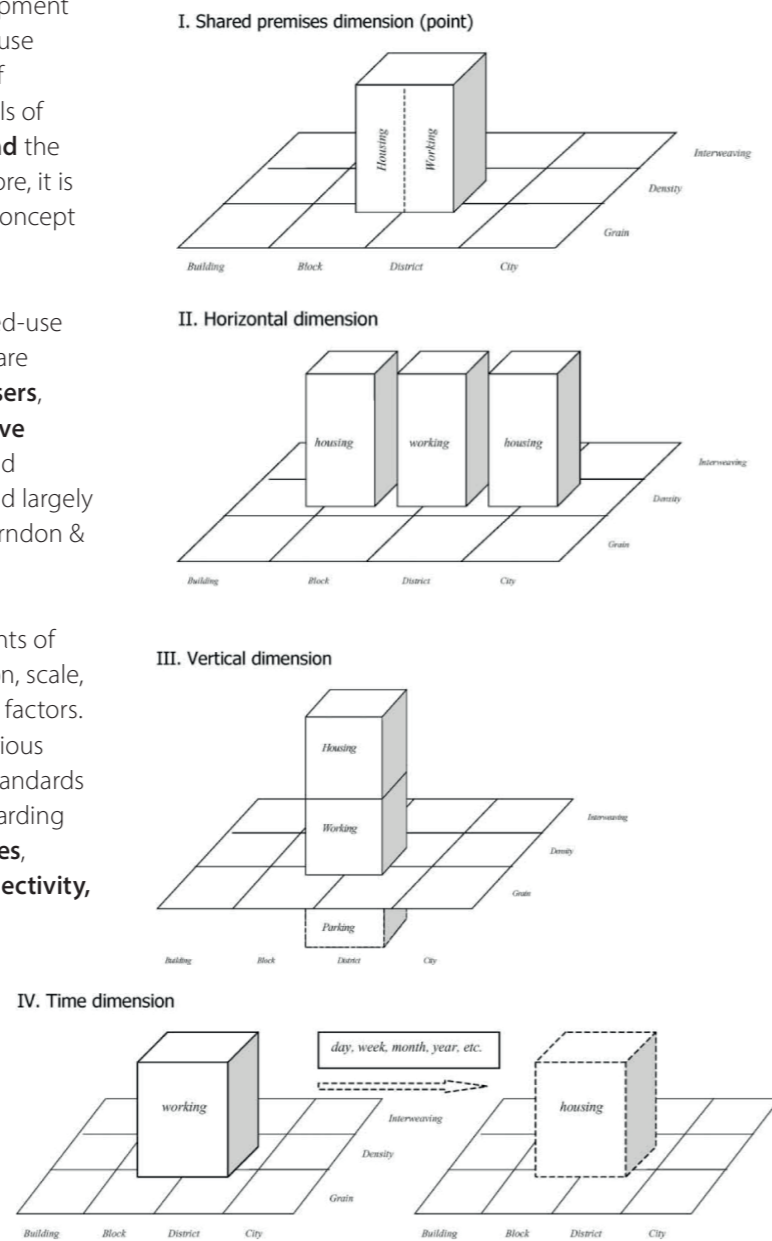 pment
use
f
ls of
nd the
ore, it is
oncept
ed-use
are
sers,
ve
d
d largely
rndon &
nts of
n, scale,
factors.
ious
tandards
arding
es,
ectivity,
I. Shared premises dimension (point)
Housing
Working
Interweaving
Density
Grain
Building Block District City
II. Horizontal dimension
housing working housing
Interweaving
Density
Grain
Building Block District City
III. Vertical dimension
Housing
Working
Interweaving
Density
Grain
Parking
Building Block District City
IV. Time dimension
day, week, month, year, etc.
working housing
Interweaving
Density
Grain
Building Block District City Building Block District City